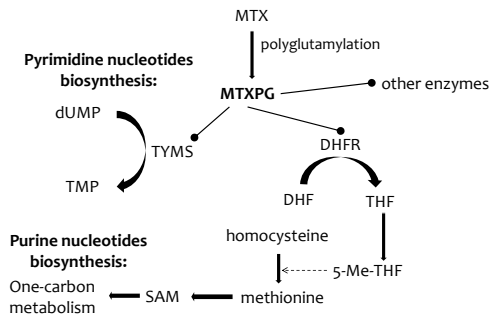 MTX
polyglutamylation
Pyrimidine nucleotides
biosynthesis:
MTXPG
other enzymes
dUMP
TYMS
DHFR
TMP
DHF
THF
Purine nucleotides
biosynthesis:
homocysteine
5-Me-THF
One-carbon
metabolism
SAM
methionine